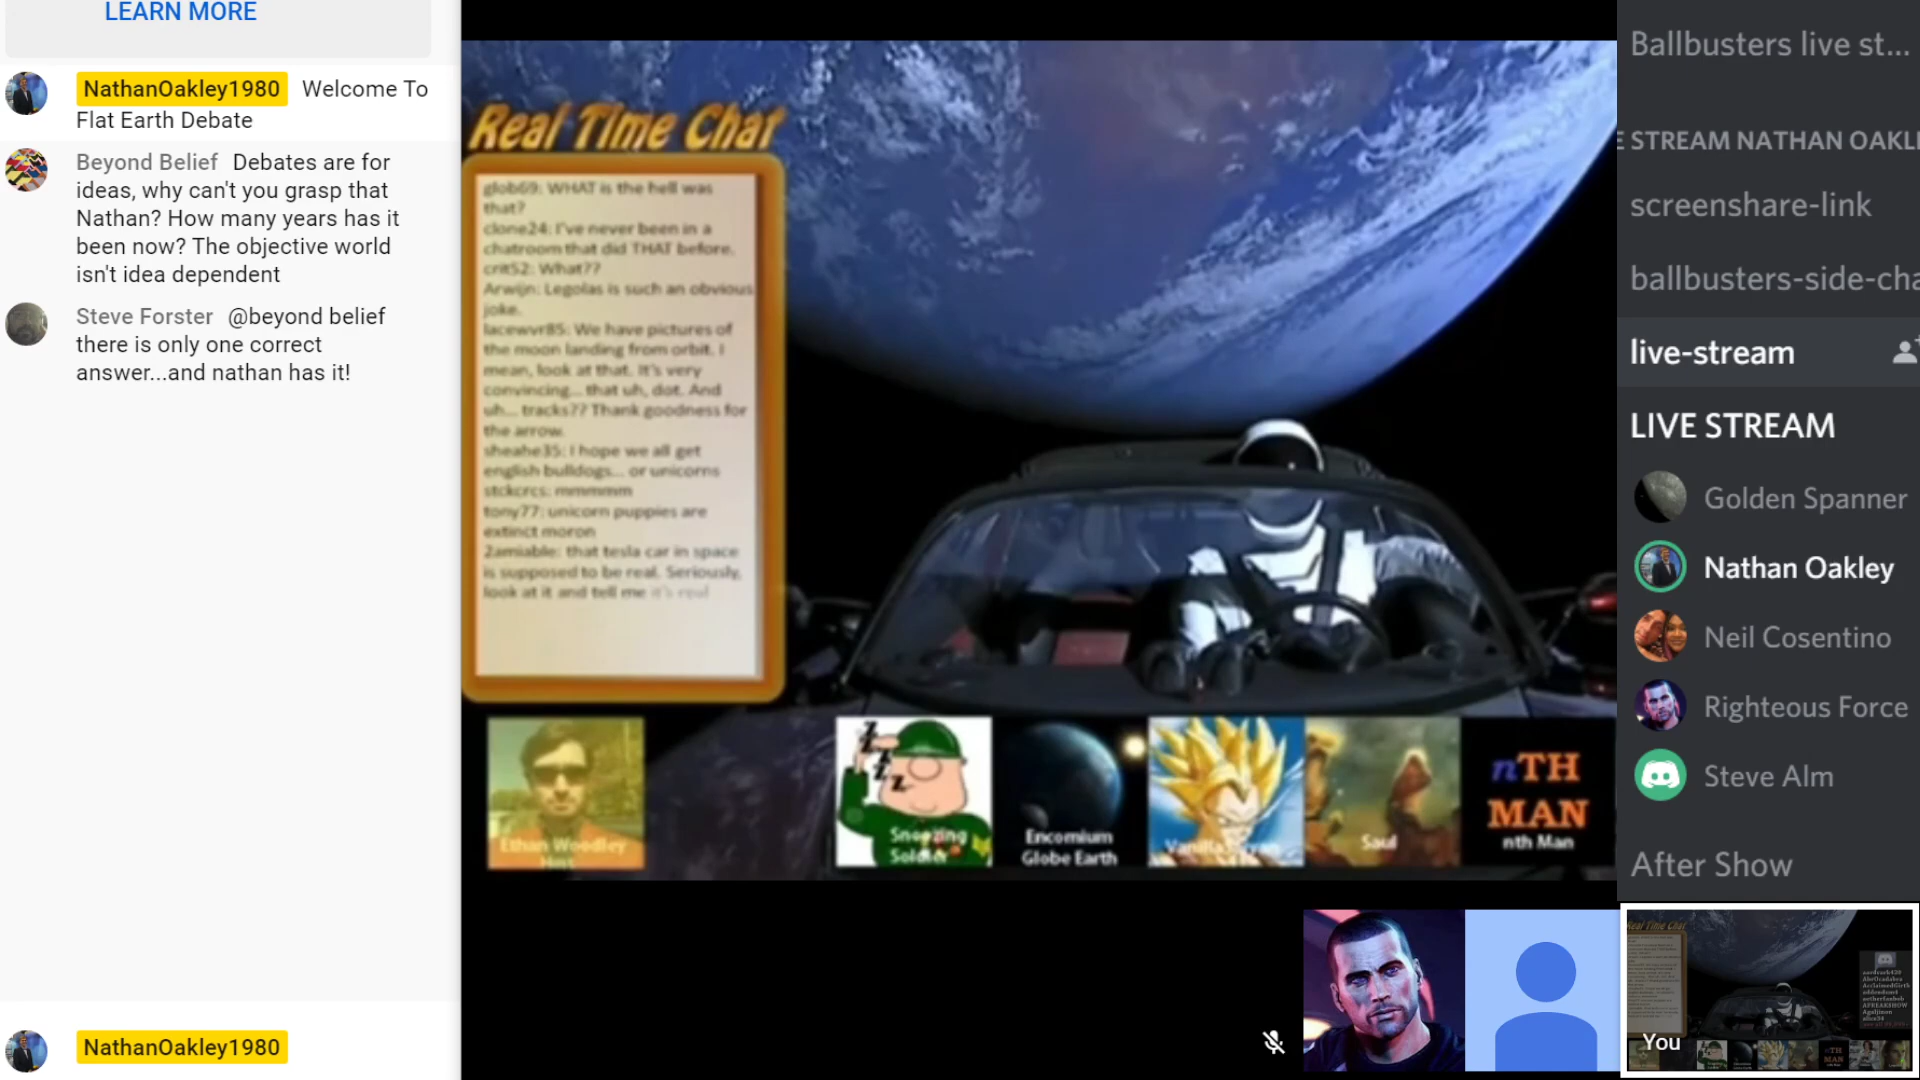 LEARN MORE
NathanOakley1980 Welcome To
Flat Earth Debate
Beyond Belief Debates are for
ideas, why can't you grasp that
Nathan? How many years has it
been now? The objective world
isn't idea dependent
Steve Forster @beyond belief
there is only one correct
answer...and nathan has it!
NathanOakley1980
Real Time Chat
glob69: WHAT is the hell was
that?
clone24: I've never been in a
chatroom that did THAT before.
crit52: What??
Arwijn: Legolas is such an obvious
joke.
lacewvr85: We have pictures of
the moon landing from orbit. I
mean, look at that. It's very
convincing... that uh, dot. And
uh... tracks?? Thank goodness for
the arrow.
sheahe35: I hope we all get
english bulldogs... or unicorns
stckcrcs: mmmmm
tony77: unicorn puppies are
extinct moron
2amiable: that tesla car in space
is supposed to be real. Seriously,
look at it and tell me it's real
Ethan Woodley
Host
Snoozing
Soldier
Encomium
Globe Earth
Saul
nTH
MAN
nth Man
Ballbusters live st...
E STREAM NATHAN OAKL
screenshare-link
ballbusters-side-cha
live-stream
LIVE STREAM
Golden Spanner
Nathan Oakley
Neil Cosentino
Righteous Force
Steve Alm
After Show
Real Time Chat
You